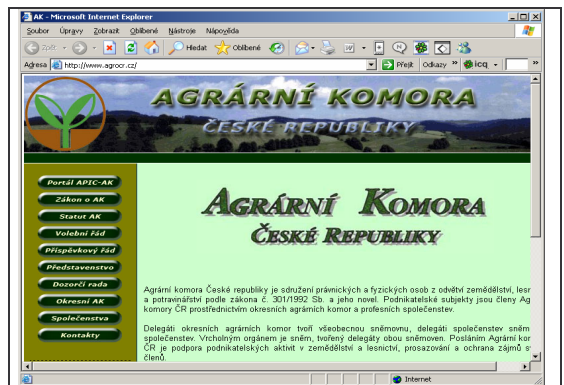 AK - Microsoft Internet Explorer
Soubor Úpravy Zobrazit Oblíbené Nástroje Nápověda
Zpět Hledat Oblíbené
Adresa http://www.agrocr.cz/ Přejít Odkazy » icq »
AGRÁRNÍ KOMORA
ČESKÉ REPUBLIKY
Portál APIC-AK
Zákon o AK
Statut AK
Volební řád
Příspěvkový řád
Představenstvo
Dozorčí rada
Okresní AK
Společenstva
Kontakty
AGRÁRNÍ KOMORA
ČESKÉ REPUBLIKY
Agrární komora České republiky je sdružení právnických a fyzických osob z odvětví zemědělství, lesr
a potravinářství podle zákona č. 301/1992 Sb. a jeho novel. Podnikatelské subjekty jsou členy Ag
komory ČR prostřednictvím okresních agrárních komor a profesních společenstev.
Delegáti okresních agrárních komor tvoří všeobecnou sněmovnu, delegáti společenstev sněm
společenstev. Vrcholným orgánem je sněm, tvořený delegáty obou sněmoven. Posláním Agrární kor
ČR je podpora podnikatelských aktivit v zemědělství a lesnictví, prosazování a ochrana zájmů s
členů.
Internet